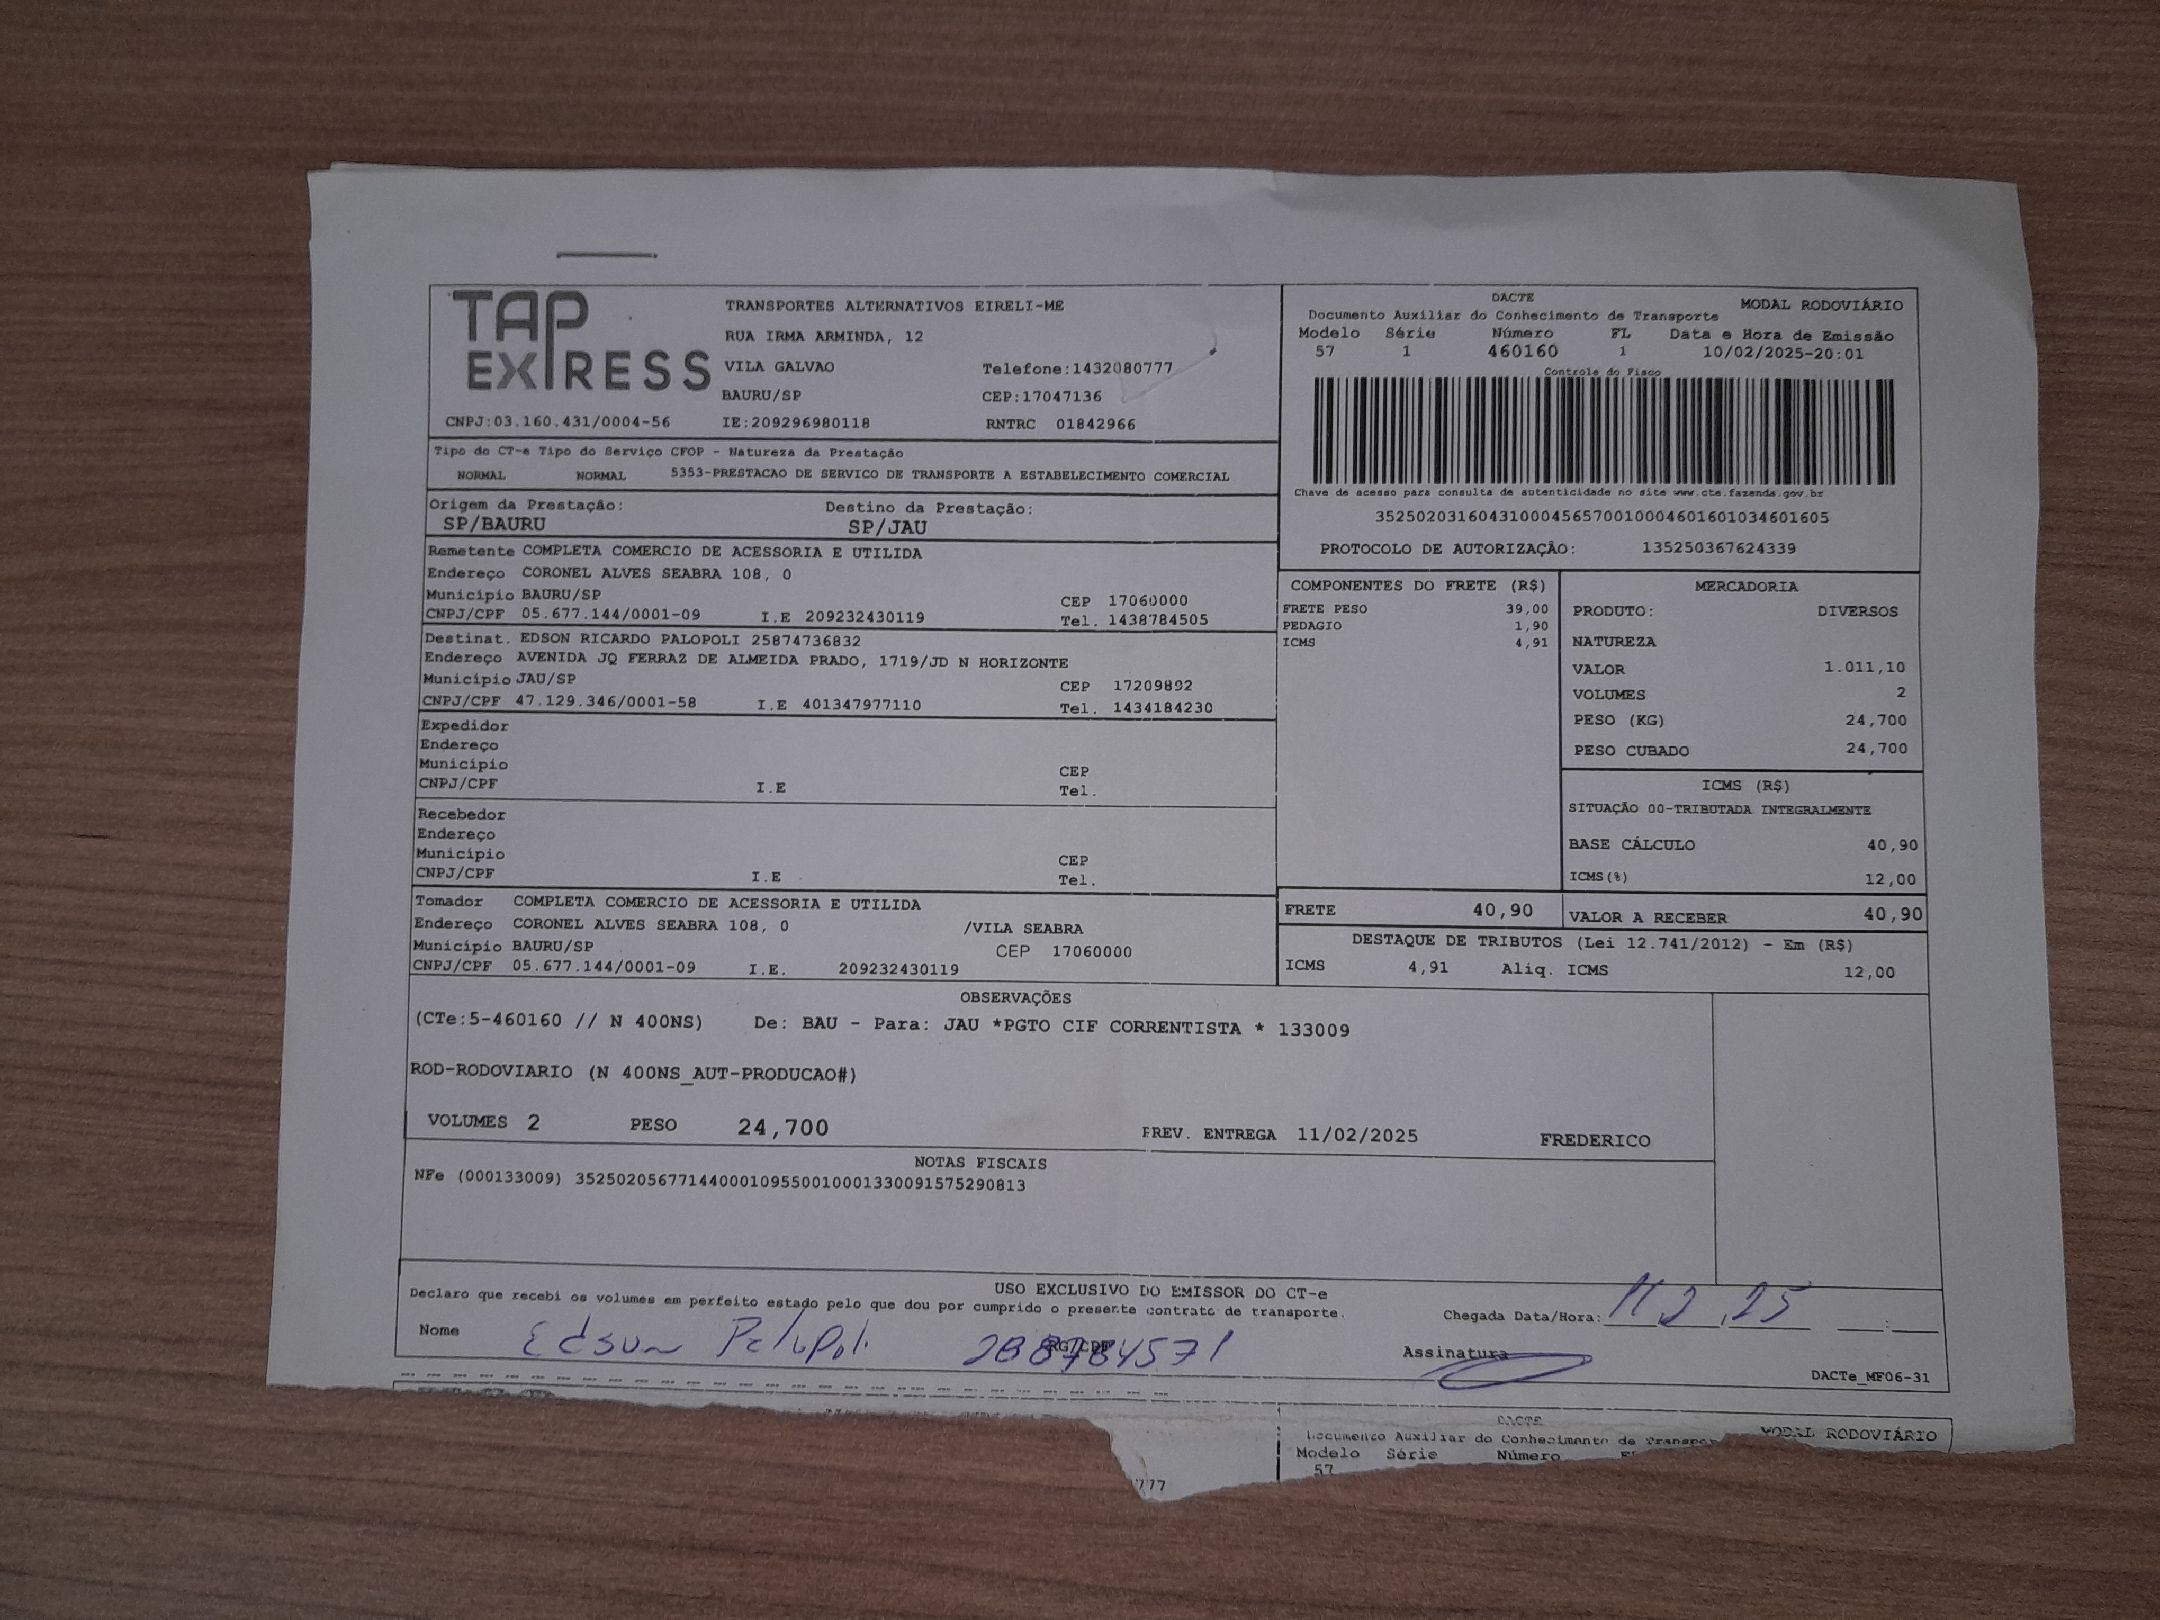 TAP
EXPRESS
TRANSPORTES ALTERNATIVOS EIRELI-ME
RUA IRMA ARMINDA, 12
VILA GALVAO Telefone:1432080777
BAURU/SP CEP:17047136
CNPJ:03.160.431/0004-56 IE:209296980118 RNTRC 01842966
DACTE MODAL RODOVIÁRIO
Documento Auxiliar do Conhecimento de Transporte
Modelo Série Número FL Data e Hora de Emissão
57 1 460160 1 10/02/2025-20:01
Controle do Fisco
Chave de acesso para consulta de autenticidade no site www.cte.fazenda.gov.br
35250203160431000456570010004601601034601605
PROTOCOLO DE AUTORIZAÇÃO: 135250367624339
Tipo do CT-e Tipo do Serviço CFOP - Natureza da Prestação
NORMAL NORMAL 5353-PRESTACAO DE SERVICO DE TRANSPORTE A ESTABELECIMENTO COMERCIAL
Origem da Prestação: Destino da Prestação:
SP/BAURU SP/JAU
Remetente COMPLETA COMERCIO DE ACESSORIA E UTILIDA
Endereço CORONEL ALVES SEABRA 108, 0
Município BAURU/SP CEP 17060000
CNPJ/CPF 05.677.144/0001-09 I.E 209232430119 Tel. 1438784505
Destinat. EDSON RICARDO PALOPOLI 25874736832
Endereço AVENIDA JQ FERRAZ DE ALMEIDA PRADO, 1719/JD N HORIZONTE
Município JAU/SP CEP 17209892
CNPJ/CPF 47.129.346/0001-58 I.E 401347977110 Tel. 1434184230
Expedidor
Endereço
Município CEP
CNPJ/CPF I.E Tel.
Recebedor
Endereço
Município CEP
CNPJ/CPF I.E Tel.
Tomador COMPLETA COMERCIO DE ACESSORIA E UTILIDA
Endereço CORONEL ALVES SEABRA 108, 0 /VILA SEABRA
Município BAURU/SP CEP 17060000
CNPJ/CPF 05.677.144/0001-09 I.E. 209232430119
COMPONENTES DO FRETE (R$)
FRETE PESO 39,00
PEDAGIO 1,90
ICMS 4,91
MERCADORIA
PRODUTO: DIVERSOS
NATUREZA
VALOR 1.011,10
VOLUMES 2
PESO (KG) 24,700
PESO CUBADO 24,700
ICMS (R$)
SITUAÇÃO 00-TRIBUTADA INTEGRALMENTE
BASE CÁLCULO 40,90
ICMS(%) 12,00
FRETE 40,90 VALOR A RECEBER 40,90
DESTAQUE DE TRIBUTOS (Lei 12.741/2012) - Em (R$)
ICMS 4,91 Aliq. ICMS 12,00
OBSERVAÇÕES
(CTe:5-460160 // N 400NS) De: BAU - Para: JAU *PGTO CIF CORRENTISTA * 133009
ROD-RODOVIARIO (N 400NS_AUT-PRODUCAO#)
VOLUMES 2 PESO 24,700 PREV. ENTREGA 11/02/2025 FREDERICO
NOTAS FISCAIS
NFe (000133009) 35250205677144000109550010001330091575290813
USO EXCLUSIVO DO EMISSOR DO CT-e
Declaro que recebi os volumes em perfeito estado pelo que dou por cumprido o presente contrato de transporte.
Chegada Data/Hora: 11 2 25 :
Nome Edson Palopoli RG/CPF 288784571 Assinatura
DACTe_MF06-31
DACTE MODAL RODOVIÁRIO
Documento Auxiliar do Conhecimento de
Modelo Série Número
57
777